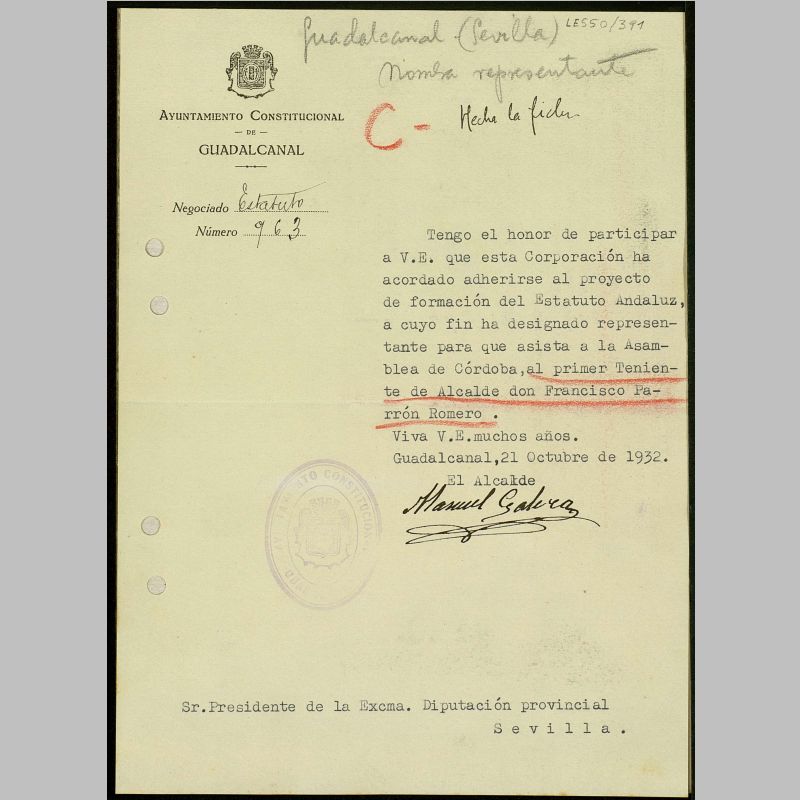 Guadalcanal (Sevilla)
LE550/391
Nombra representante
C-
Hecha la ficha
AYUNTAMIENTO CONSTITUCIONAL
— DE —
GUADALCANAL
Negociado Estatuto
Número 963
Tengo el honor de participar
a V.E. que esta Corporación ha
acordado adherirse al proyecto
de formación del Estatuto Andaluz,
a cuyo fin ha designado represen-
tante para que asista a la Asam-
blea de Córdoba,al primer Tenien-
te de Alcalde don Francisco Pa-
rrón Romero .
Viva V.E.muchos años.
Guadalcanal,21 Octubre de 1932.
El Alcalde
Manuel
CONSTITUCIONAL
Sr.Presidente de la Excma. Diputación provincial
Sevilla.